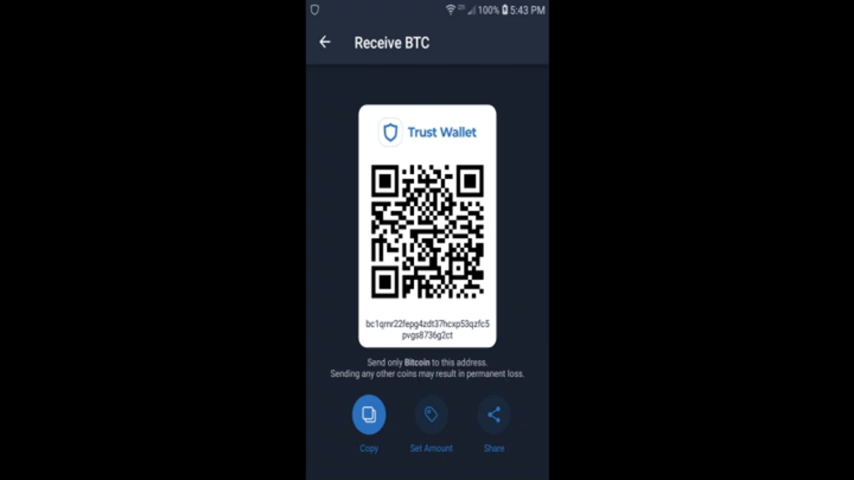 100% 5:43 PM
Receive BTC
Trust Wallet
bc1qrnr22fepg4zdt37hcxp53qzfc5
pvgs8736g2ct
Send only Bitcoin to this address.
Sending any other coins may result in permanent loss.
Copy Set Amount Share